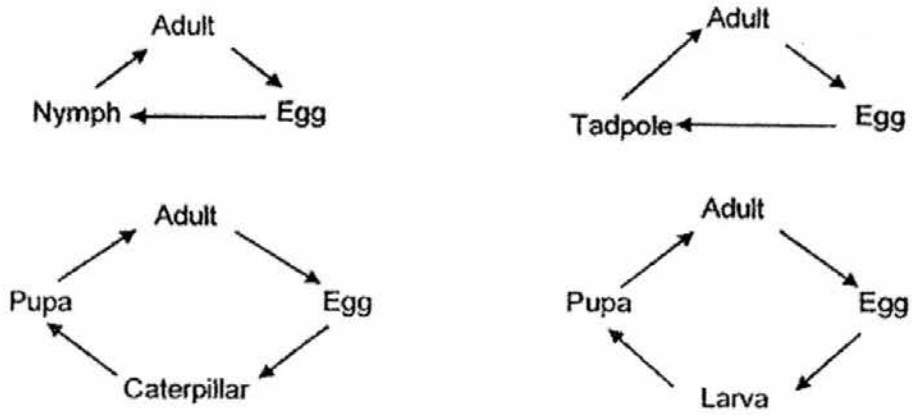 Adult
Nymph
Egg
Adult
Tadpole
Egg
Adult
Pupa
Egg
Caterpillar
Adult
Pupa
Egg
Larva